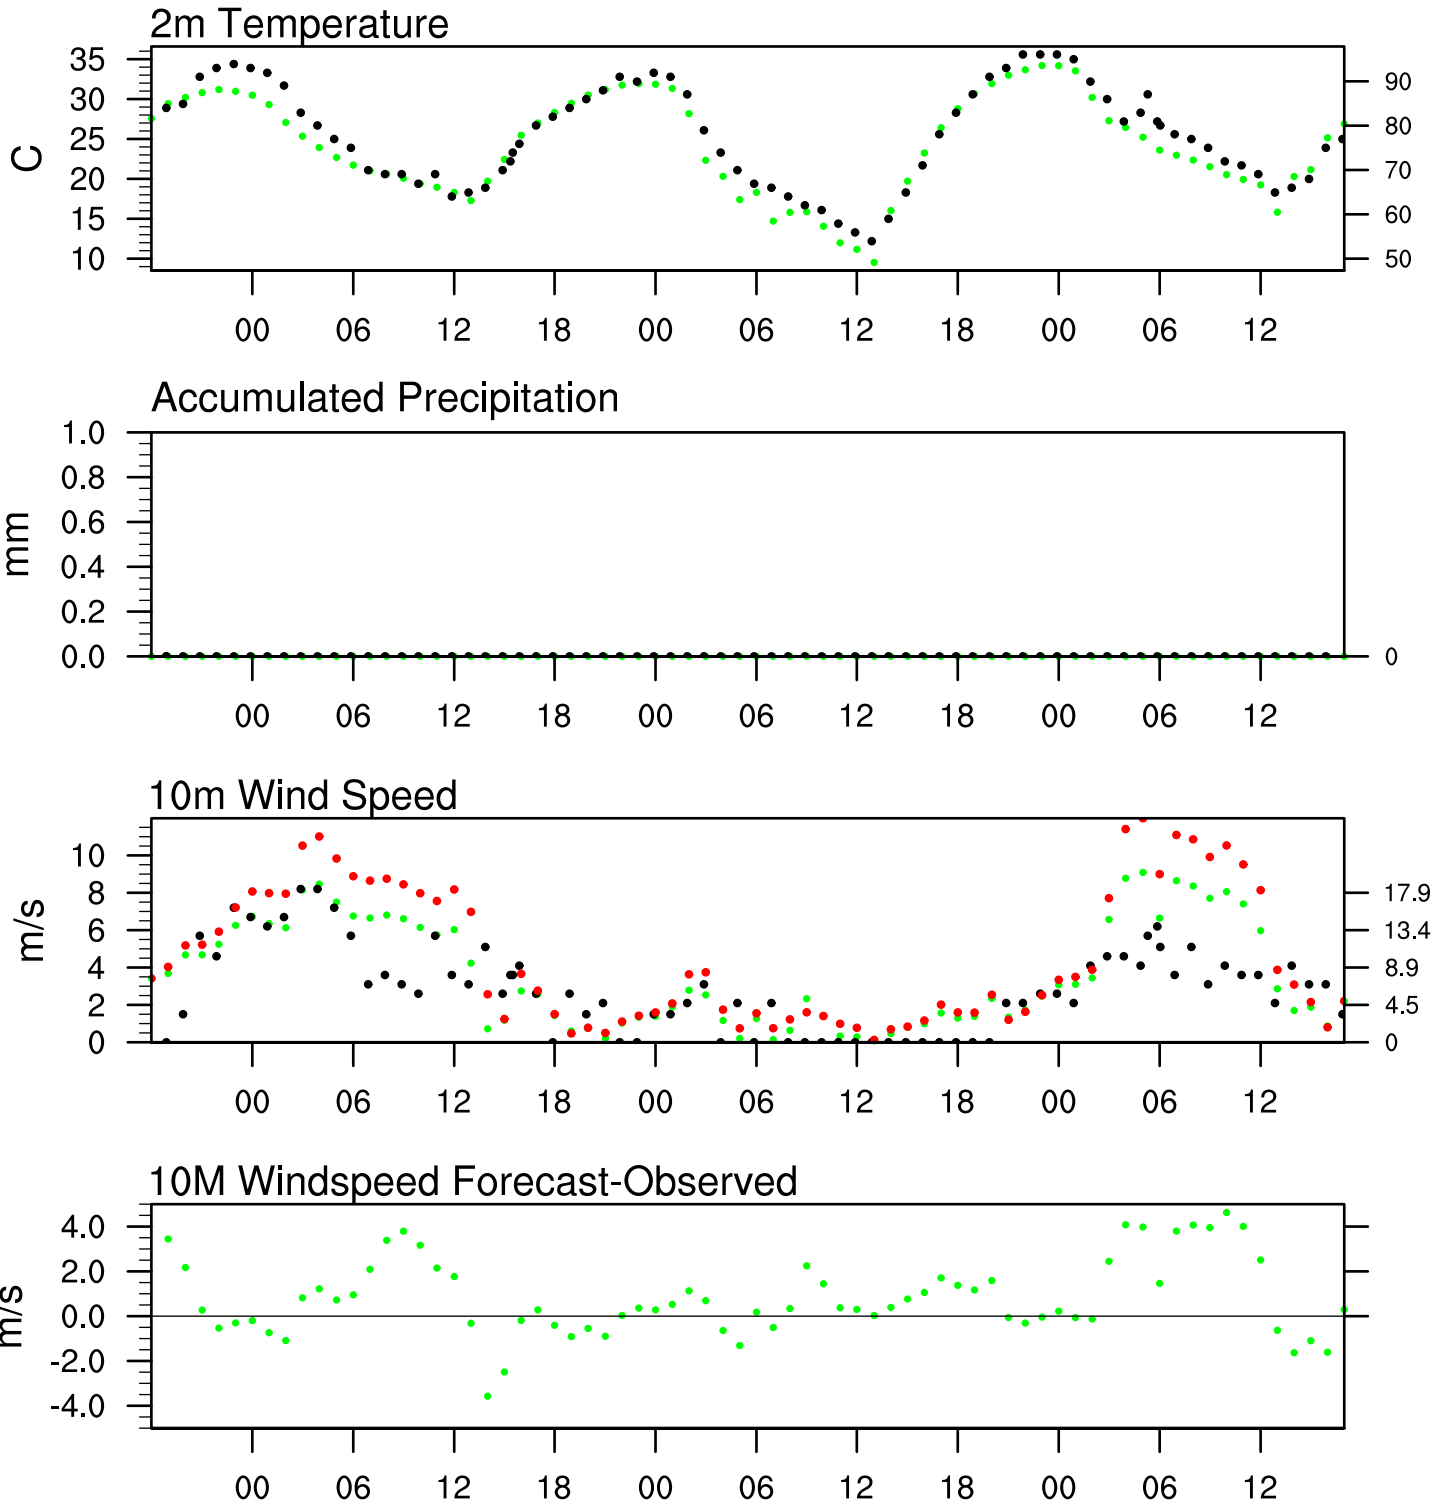 2m Temperature
35
30
25
20
15
10
C
90
80
70
60
50
00 06 12 18 00 06 12 18 00 06 12
Accumulated Precipitation
1.0
0.8
0.6
0.4
0.2
0.0
mm
0
00 06 12 18 00 06 12 18 00 06 12
10m Wind Speed
10
8
6
4
2
0
m/s
17.9
13.4
8.9
4.5
0
00 06 12 18 00 06 12 18 00 06 12
10M Windspeed Forecast-Observed
4.0
2.0
0.0
-2.0
-4.0
m/s
00 06 12 18 00 06 12 18 00 06 12